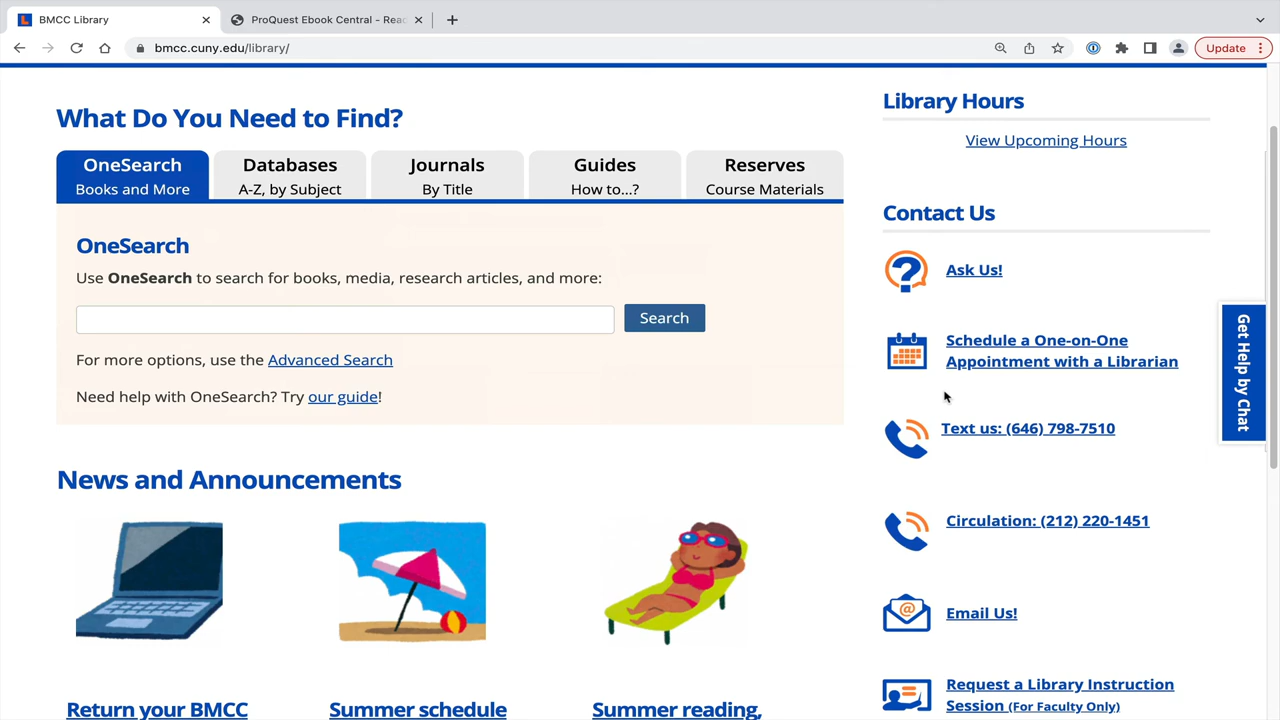 BMCC Library
ProQuest Ebook Central - Rea
bmcc.cuny.edu/library/
Update
What Do You Need to Find?
OneSearch
Books and More
Databases
A-Z, by Subject
Journals
By Title
Guides
How to...?
Reserves
Course Materials
OneSearch
Use OneSearch to search for books, media, research articles, and more:
Search
For more options, use the Advanced Search
Need help with OneSearch? Try our guide!
News and Announcements
Return your BMCC
Summer schedule
Summer reading,
Library Hours
View Upcoming Hours
Contact Us
Ask Us!
Schedule a One-on-One
Appointment with a Librarian
Text us: (646) 798-7510
Circulation: (212) 220-1451
Email Us!
Request a Library Instruction
Session (For Faculty Only)
Get Help by Chat